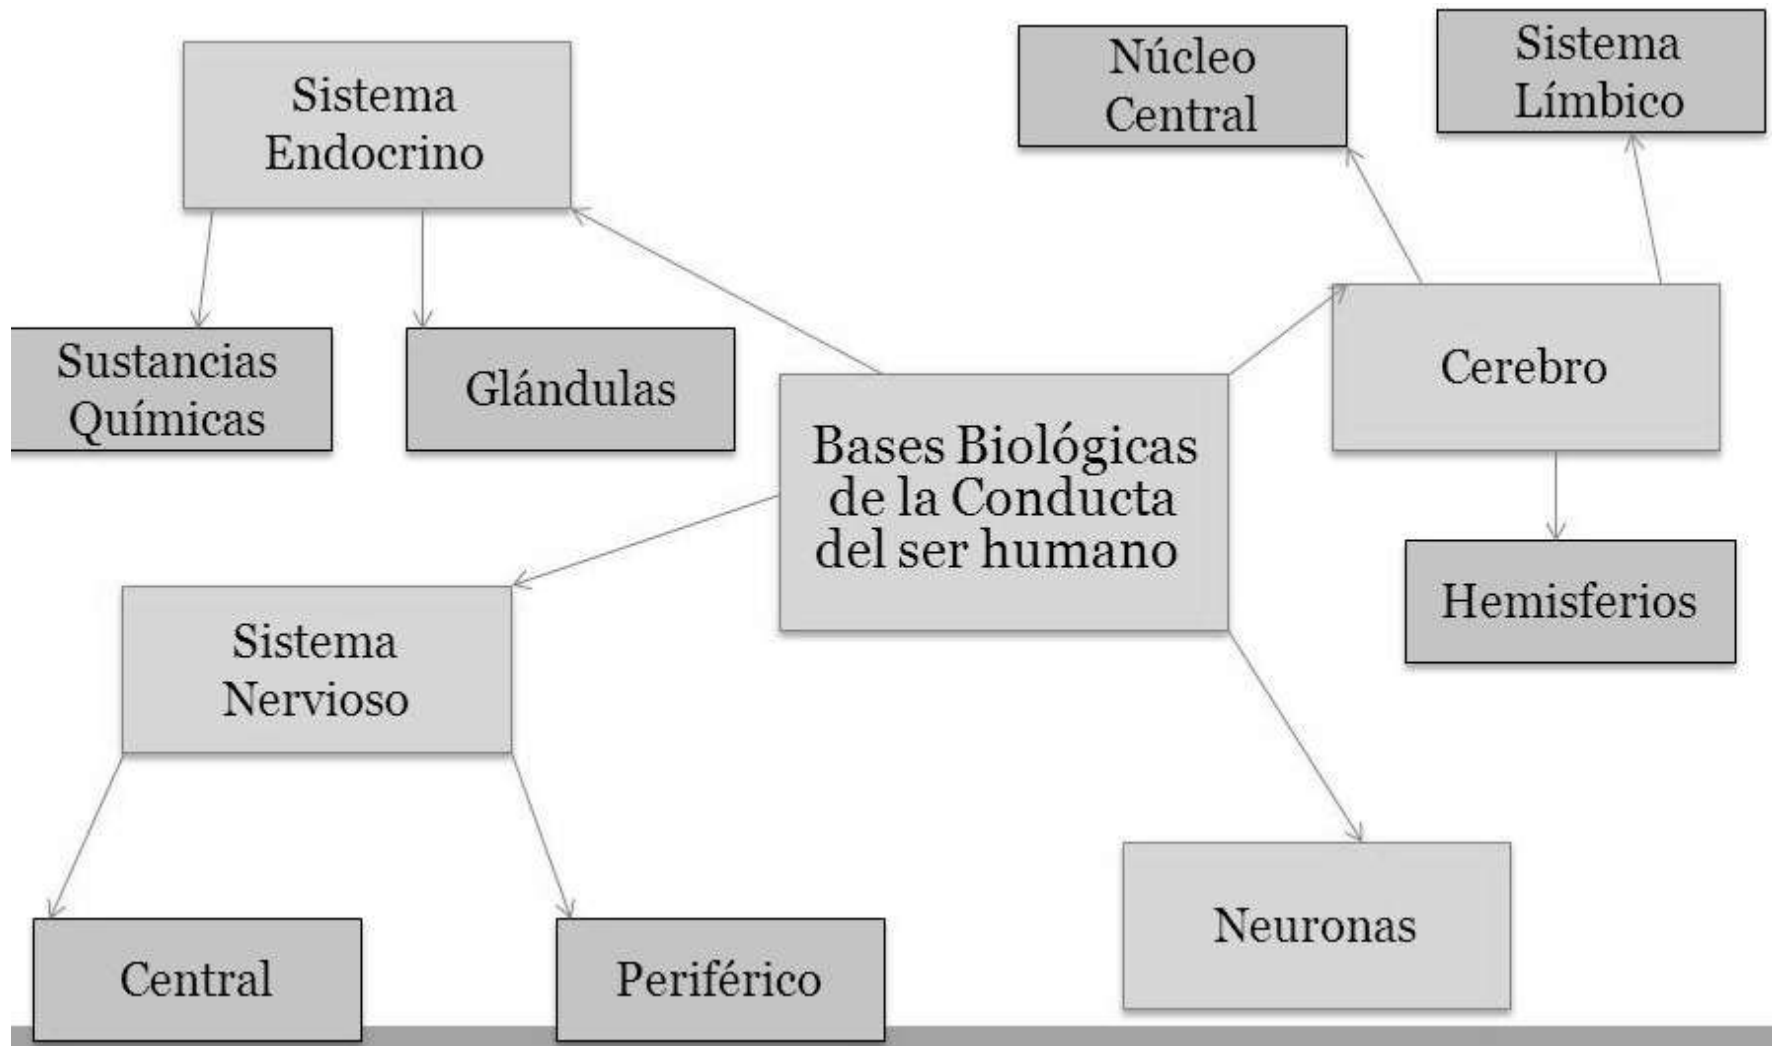 Sistema
Endocrino
Núcleo
Central
Sistema
Límbico
Sustancias
Químicas
Glándulas
Cerebro
Bases Biológicas
de la Conducta
del ser humano
Hemisferios
Sistema
Nervioso
Neuronas
Central
Periférico